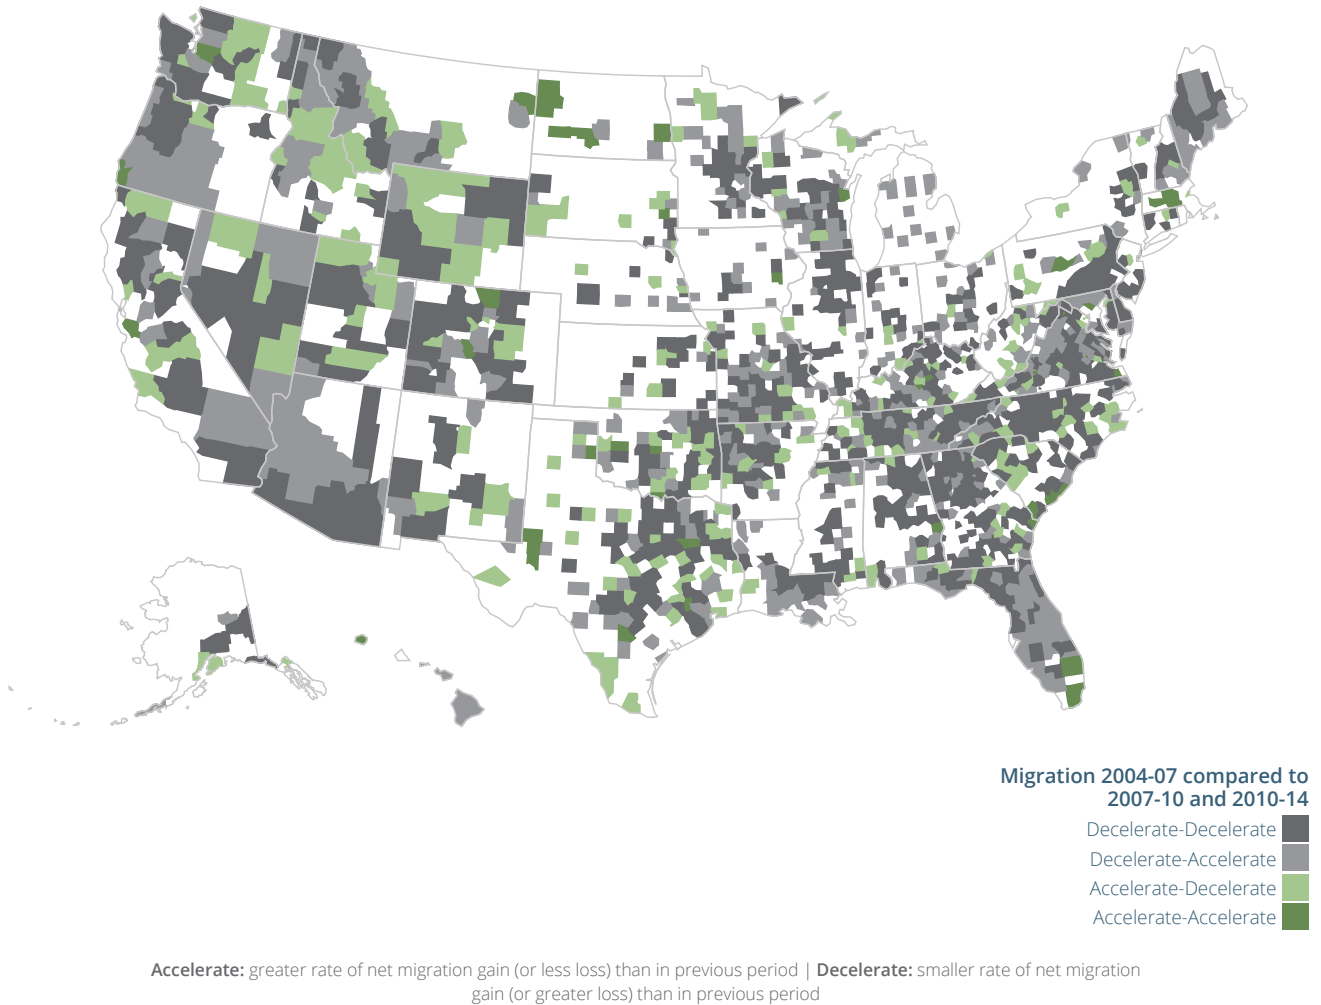 Migration 2004-07 compared to
2007-10 and 2010-14
Decelerate-Decelerate
Decelerate-Accelerate
Accelerate-Decelerate
Accelerate-Accelerate
Accelerate: greater rate of net migration gain (or less loss) than in previous period | Decelerate: smaller rate of net migration
gain (or greater loss) than in previous period